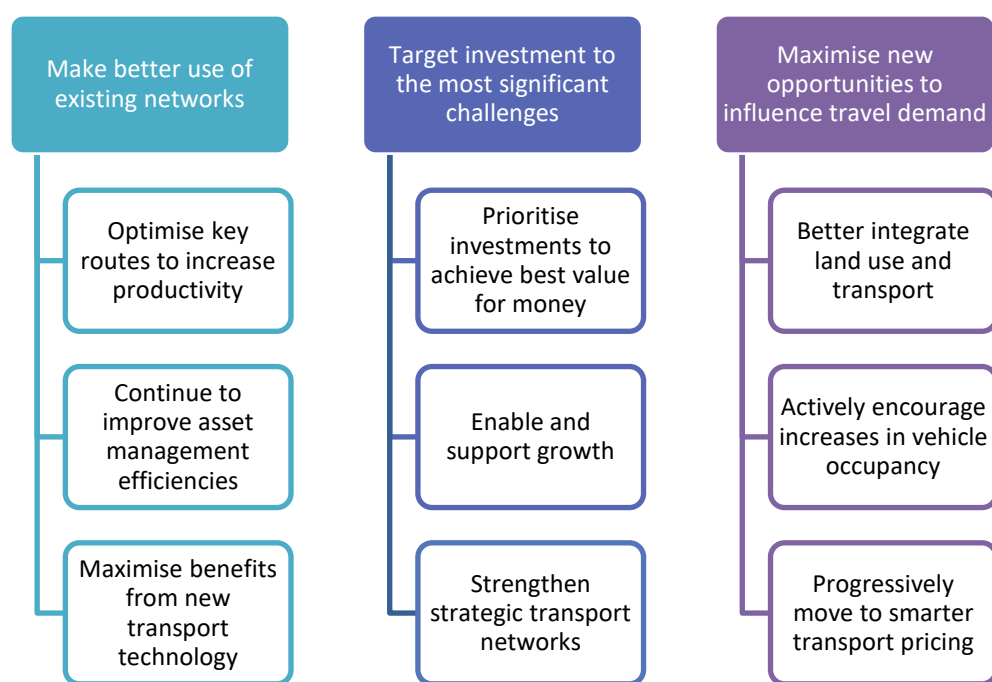 Make better use of
existing networks
Optimise key
routes to increase
productivity
Continue to
improve asset
management
efficiencies
Maximise benefits
from new
transport
technology
Target investment to
the most significant
challenges
Prioritise
investments to
achieve best value
for money
Enable and
support growth
Strengthen
strategic transport
networks
Maximise new
opportunities to
influence travel demand
Better integrate
land use and
transport
Actively encourage
increases in vehicle
occupancy
Progressively
move to smarter
transport pricing